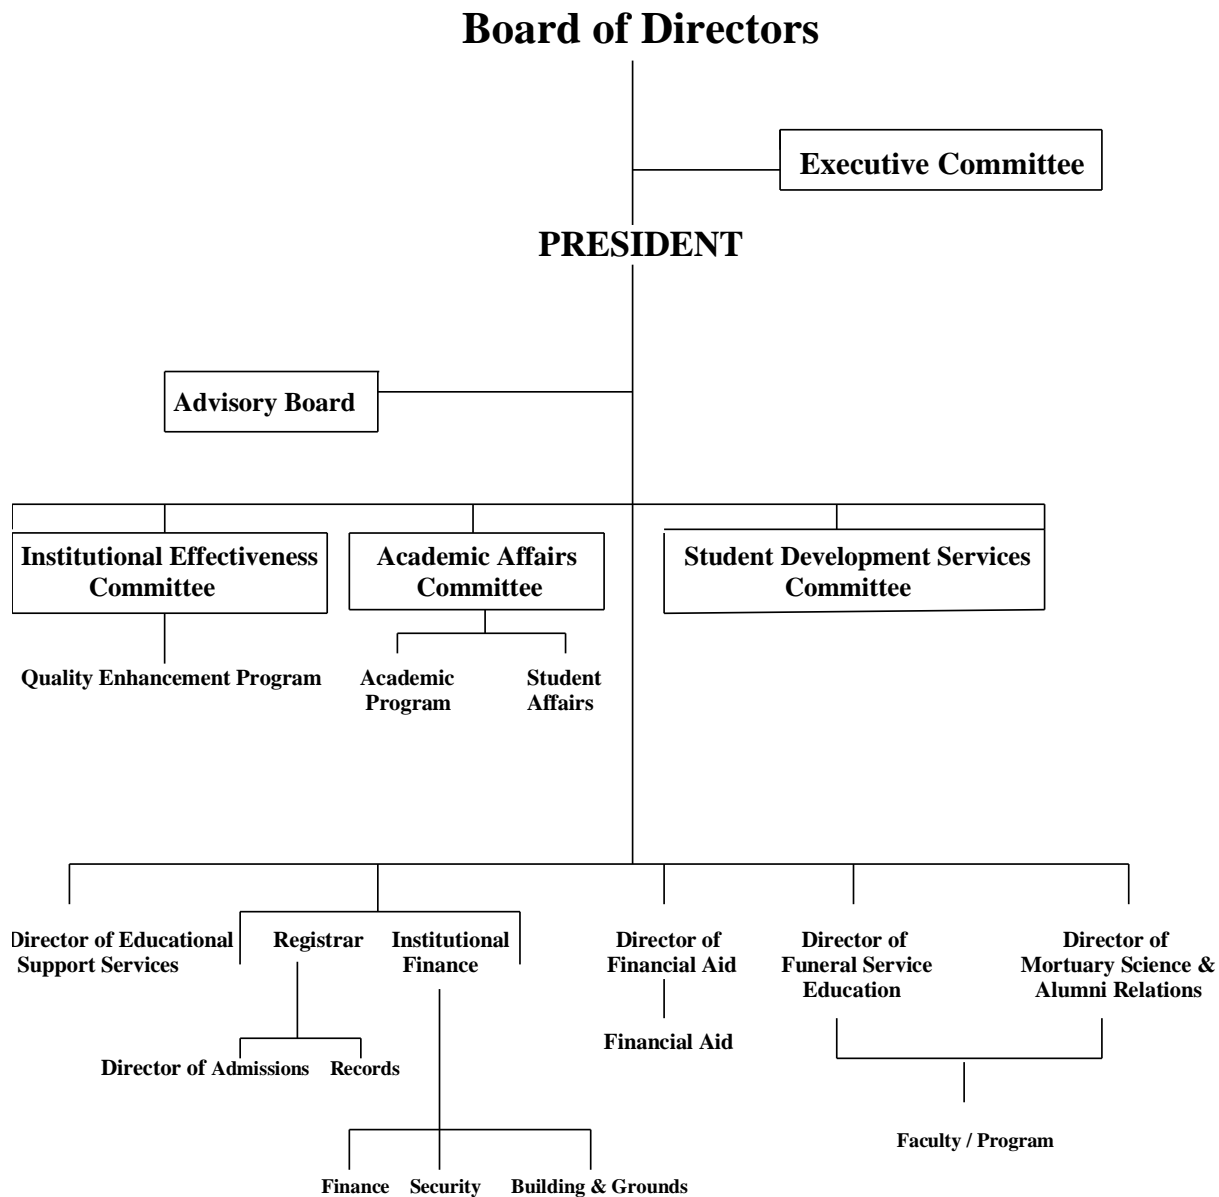 Board of Directors
Executive Committee
PRESIDENT
Advisory Board
Institutional Effectiveness
Committee
Academic Affairs
Committee
Student Development Services
Committee
Quality Enhancement Program
Academic
Program
Student
Affairs
Director of Educational
Support Services
Registrar
Institutional
Finance
Director of
Financial Aid
Director of
Funeral Service
Education
Director of
Mortuary Science &
Alumni Relations
Financial Aid
Director of Admissions
Records
Faculty / Program
Finance
Security
Building & Grounds